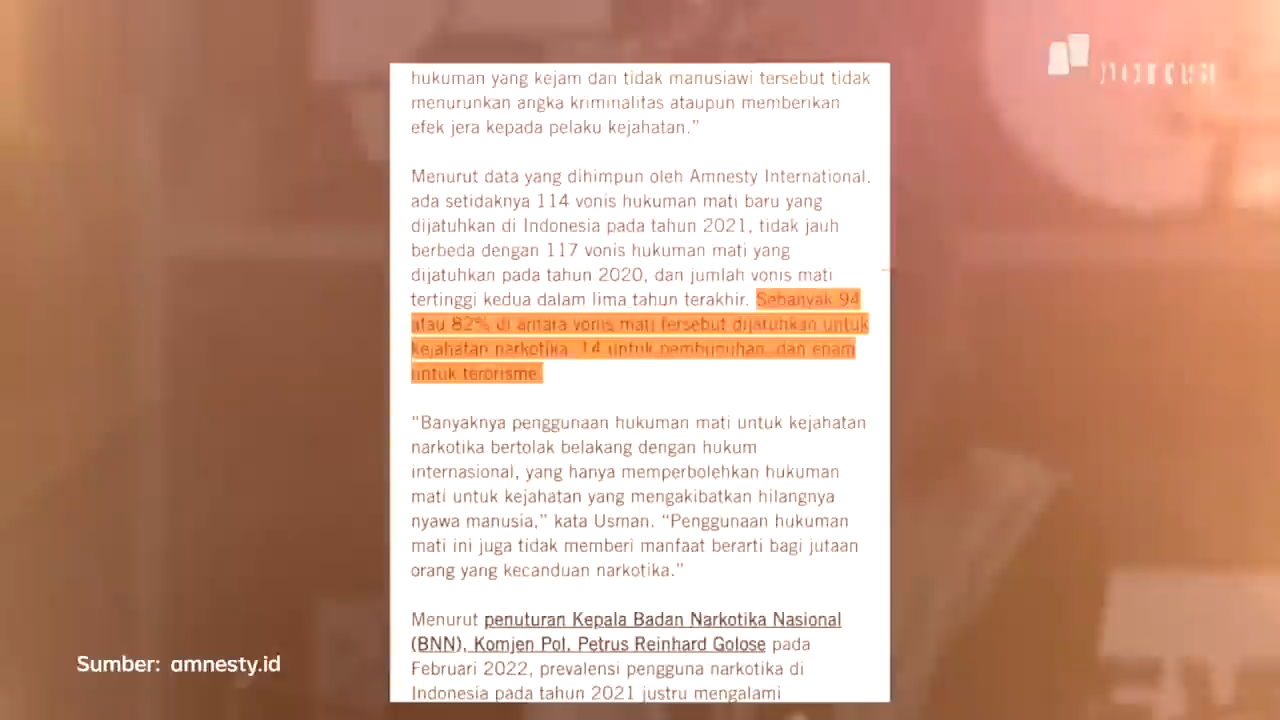 hukuman yang kejam dan tidak manusiawi tersebut tidak
menurunkan angka kriminalitas ataupun memberikan
efek jera kepada pelaku kejahatan.”
Menurut data yang dihimpun oleh Amnesty International,
ada setidaknya 114 vonis hukuman mati baru yang
dijatuhkan di Indonesia pada tahun 2021, tidak jauh
berbeda dengan 117 vonis hukuman mati yang
dijatuhkan pada tahun 2020, dan jumlah vonis mati
tertinggi kedua dalam lima tahun terakhir. Sebanyak 94
atau 82% di antara vonis mati tersebut dijatuhkan untuk
kejahatan narkotika, 14 untuk pembunuhan, dan enam
untuk terorisme.
“Banyaknya penggunaan hukuman mati untuk kejahatan
narkotika bertolak belakang dengan hukum
internasional, yang hanya memperbolehkan hukuman
mati untuk kejahatan yang mengakibatkan hilangnya
nyawa manusia,” kata Usman. “Penggunaan hukuman
mati ini juga tidak memberi manfaat berarti bagi jutaan
orang yang kecanduan narkotika.”
Menurut penuturan Kepala Badan Narkotika Nasional
(BNN), Komjen Pol. Petrus Reinhard Golose pada
Februari 2022, prevalensi pengguna narkotika di
Indonesia pada tahun 2021 justru mengalami
Sumber: amnesty.id